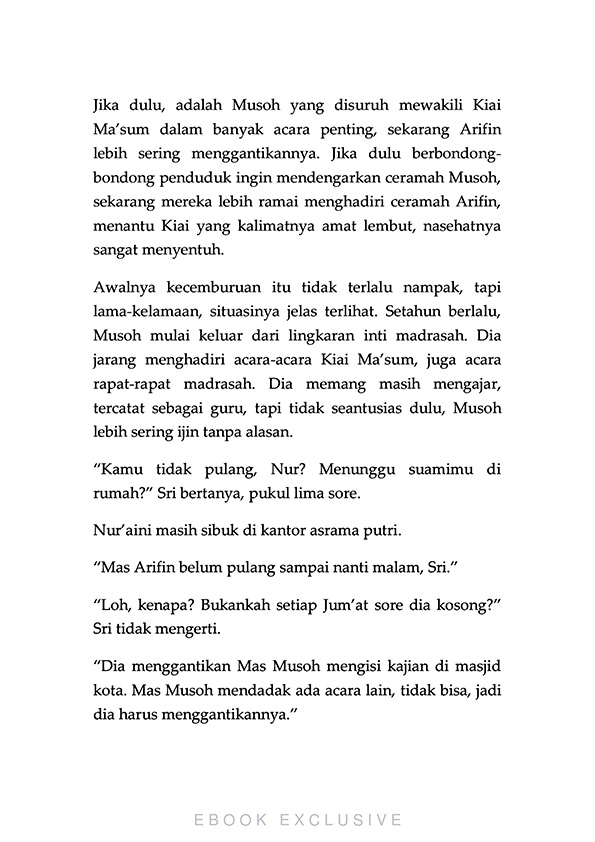 Jika dulu, adalah Musoh yang disuruh mewakili Kiai
Ma’sum dalam banyak acara penting, sekarang Arifin
lebih sering menggantikannya. Jika dulu berbondong-
bondong penduduk ingin mendengarkan ceramah Musoh,
sekarang mereka lebih ramai menghadiri ceramah Arifin,
menantu Kiai yang kalimatnya amat lembut, nasehatnya
sangat menyentuh.
Awalnya kecemburuan itu tidak terlalu nampak, tapi
lama-kelamaan, situasinya jelas terlihat. Setahun berlalu,
Musoh mulai keluar dari lingkaran inti madrasah. Dia
jarang menghadiri acara-acara Kiai Ma’sum, juga acara
rapat-rapat madrasah. Dia memang masih mengajar,
tercatat sebagai guru, tapi tidak seantusias dulu, Musoh
lebih sering ijin tanpa alasan.
“Kamu tidak pulang, Nur? Menunggu suamimu di
rumah?” Sri bertanya, pukul lima sore.
Nur’aini masih sibuk di kantor asrama putri.
“Mas Arifin belum pulang sampai nanti malam, Sri.”
“Loh, kenapa? Bukankah setiap Jum’at sore dia kosong?”
Sri tidak mengerti.
“Dia menggantikan Mas Musoh mengisi kajian di masjid
kota. Mas Musoh mendadak ada acara lain, tidak bisa, jadi
dia harus menggantikannya.”
EBOOK EXCLUSIVE